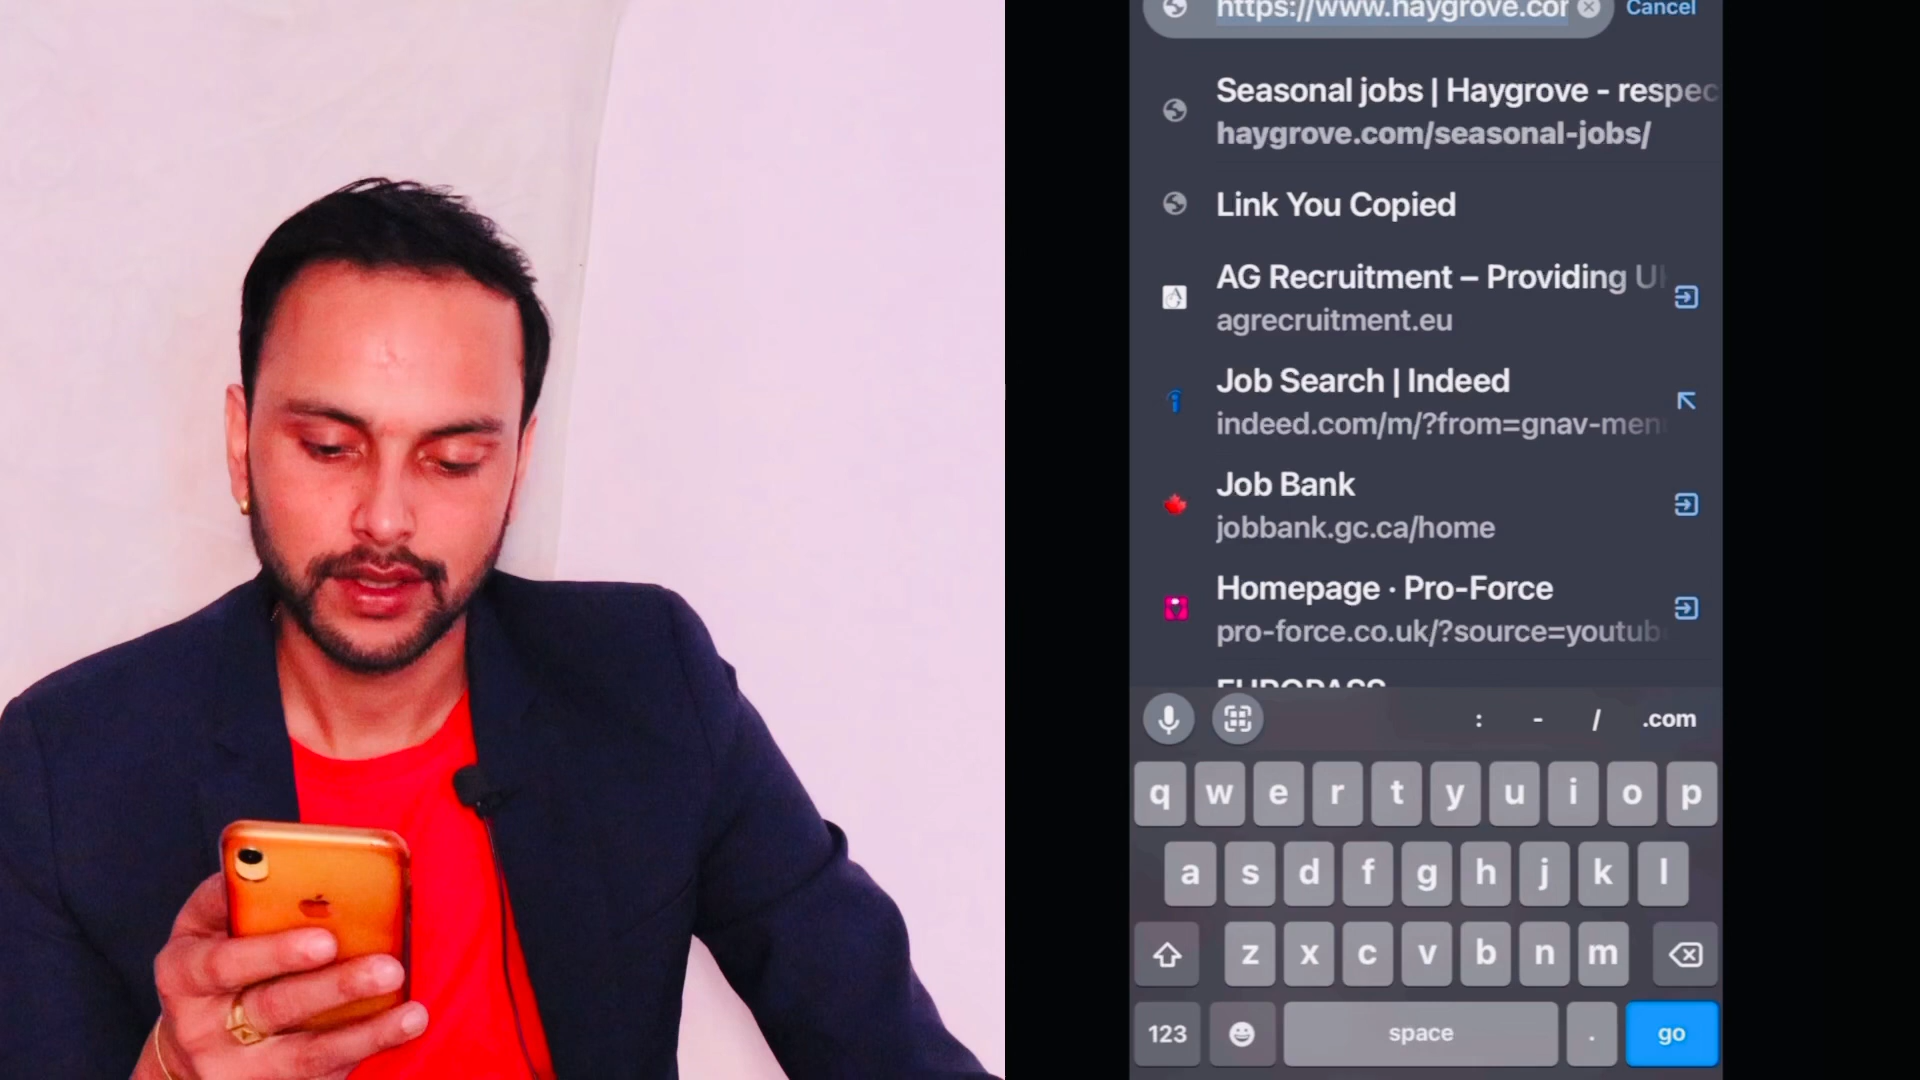 https://www.haygrove.cor
Cancel
Seasonal jobs | Haygrove - respec
haygrove.com/seasonal-jobs/
Link You Copied
AG Recruitment – Providing U
agrecruitment.eu
Job Search | Indeed
indeed.com/m/?from=gnav-men
Job Bank
jobbank.gc.ca/home
Homepage · Pro-Force
pro-force.co.uk/?source=youtub
EUROPASS
: - / .com
q w e r t y u i o p
a s d f g h j k l
z x c v b n m
123 space . go